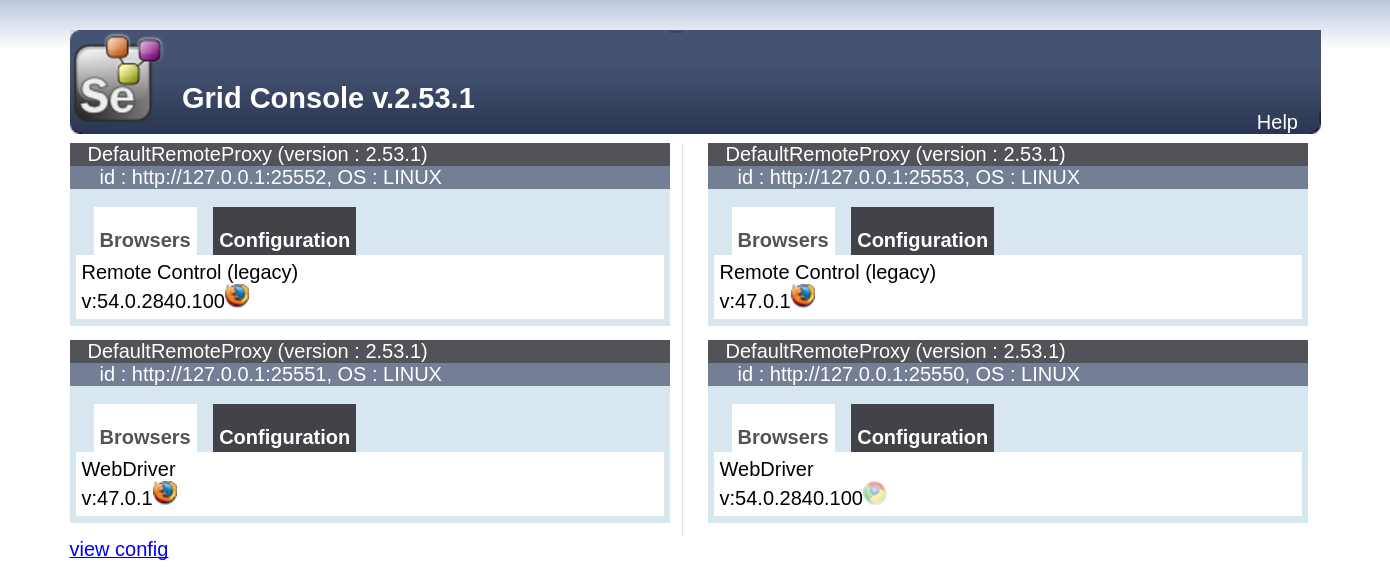 Se
Grid Console v.2.53.1
Help
DefaultRemoteProxy (version : 2.53.1)
id : http://127.0.0.1:25552, OS : LINUX
Browsers Configuration
Remote Control (legacy)
v:54.0.2840.100
DefaultRemoteProxy (version : 2.53.1)
id : http://127.0.0.1:25553, OS : LINUX
Browsers Configuration
Remote Control (legacy)
v:47.0.1
DefaultRemoteProxy (version : 2.53.1)
id : http://127.0.0.1:25551, OS : LINUX
Browsers Configuration
WebDriver
v:47.0.1
DefaultRemoteProxy (version : 2.53.1)
id : http://127.0.0.1:25550, OS : LINUX
Browsers Configuration
WebDriver
v:54.0.2840.100
view config